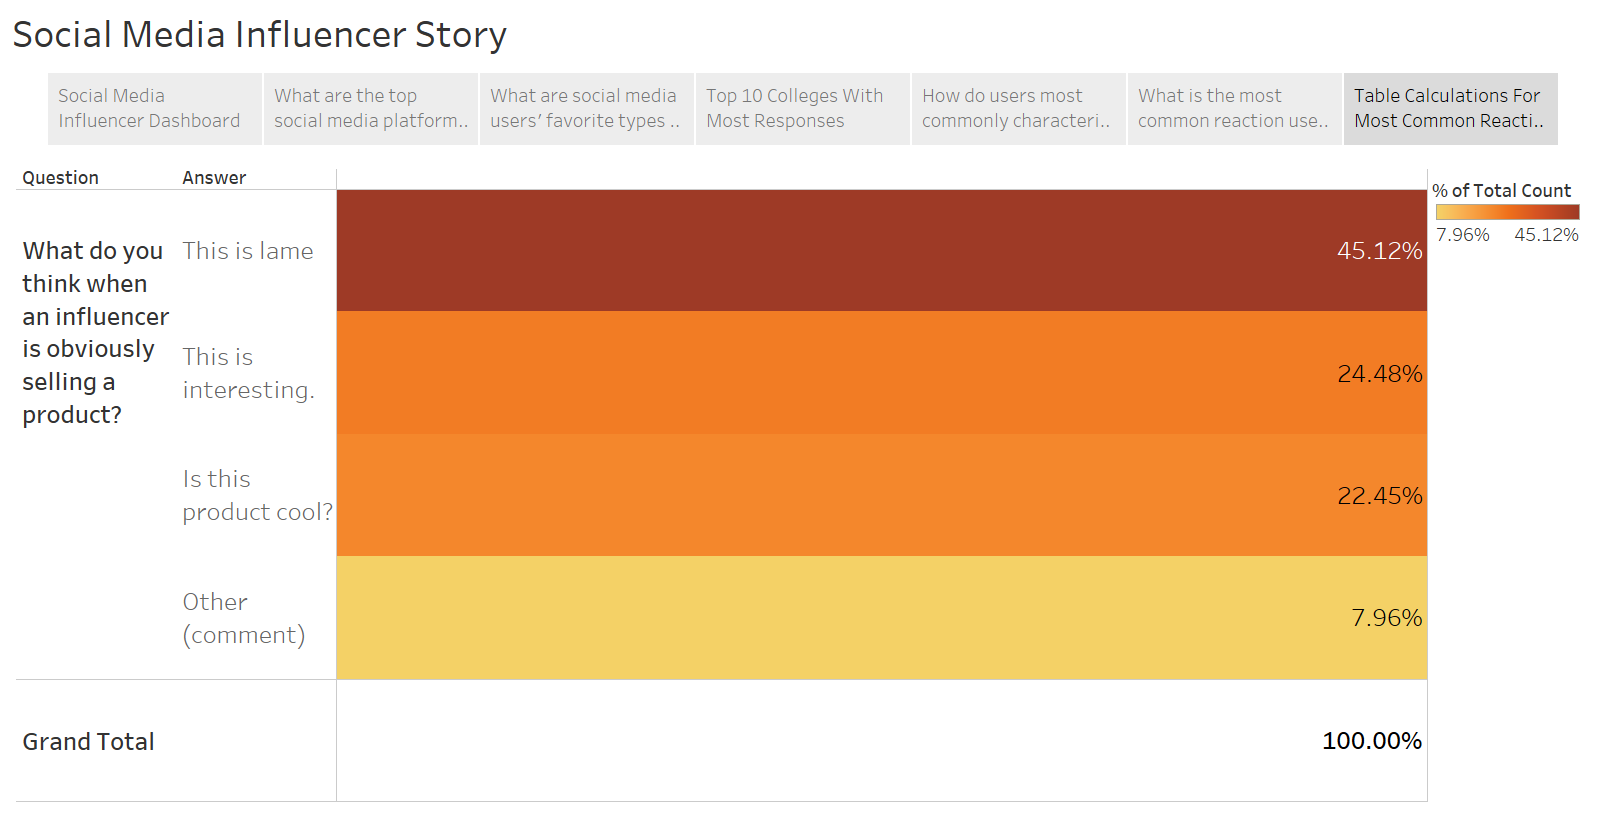 Social Media Influencer Story
Social Media
Influencer Dashboard
What are the top
social media platform..
What are social media
users' favorite types ..
Top 10 Colleges With
Most Responses
How do users most
commonly characteri..
What is the most
common reaction use..
Table Calculations For
Most Common Reacti..
Question
Answer
What do you
think when
an influencer
is obviously
selling a
product?
This is lame
45.12%
This is
interesting.
24.48%
Is this
product cool?
22.45%
Other
(comment)
7.96%
Grand Total
100.00%
% of Total Count
7.96%
45.12%